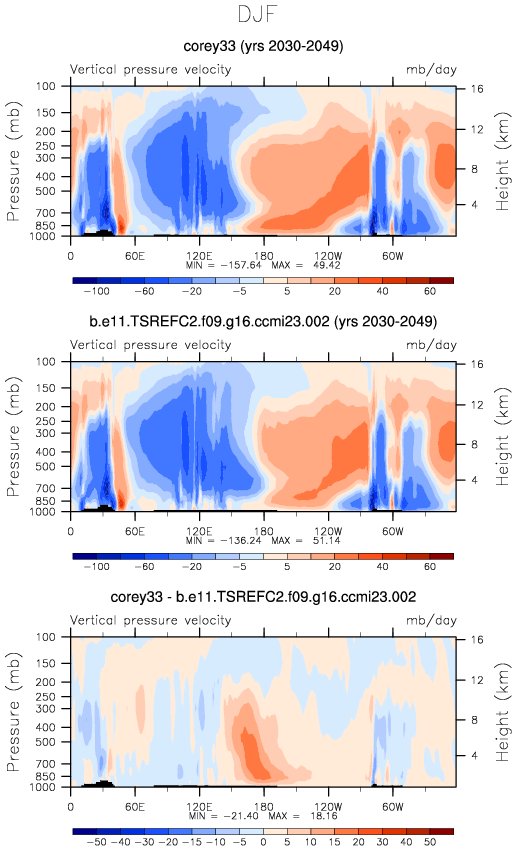 DJF
corey33 (yrs 2030-2049)
Vertical pressure velocity mb/day
Pressure (mb)
100
150
200
250
300
400
500
700
850
1000
16
12
8
4
Height (km)
0 60E 120E 180 120W 60W
MIN = -157.64 MAX = 49.42
-100 -60 -20 -5 5 20 40 60
b.e11.TSREFC2.f09.g16.ccmi23.002 (yrs 2030-2049)
Vertical pressure velocity mb/day
Pressure (mb)
100
150
200
250
300
400
500
700
850
1000
16
12
8
4
Height (km)
0 60E 120E 180 120W 60W
MIN = -136.24 MAX = 51.14
-100 -60 -20 -5 5 20 40 60
corey33 - b.e11.TSREFC2.f09.g16.ccmi23.002
Vertical pressure velocity mb/day
Pressure (mb)
100
150
200
250
300
400
500
700
850
1000
16
12
8
4
Height (km)
0 60E 120E 180 120W 60W
MIN = -21.40 MAX = 18.16
-50 -40 -30 -20 -15 -10 -5 0 5 10 15 20 30 40 50